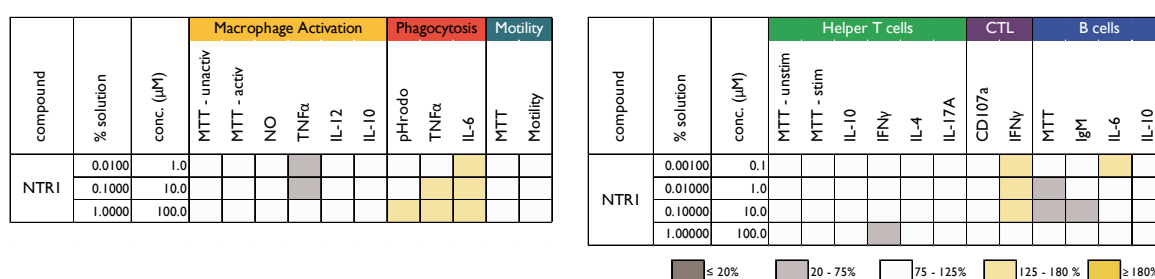 Macrophage Activation Phagocytosis Motility
compound % solution conc. (µM) MTT - unactiv MTT - activ NO TNFα IL-12 IL-10 pHrodo TNFα IL-6 MTT Motility
0.0100 1.0
NTR1 0.1000 10.0
1.0000 100.0
Helper T cells CTL B cells
compound % solution conc. (µM) MTT - unstim MTT - stim IL-10 IFNγ IL-4 IL-17A CD107a IFNγ MTT IgM IL-6 IL-10
0.00100 0.1
0.01000 1.0
NTR1
0.10000 10.0
1.00000 100.0
≤ 20% 20 - 75% 75 - 125% 125 - 180 % ≥ 180%